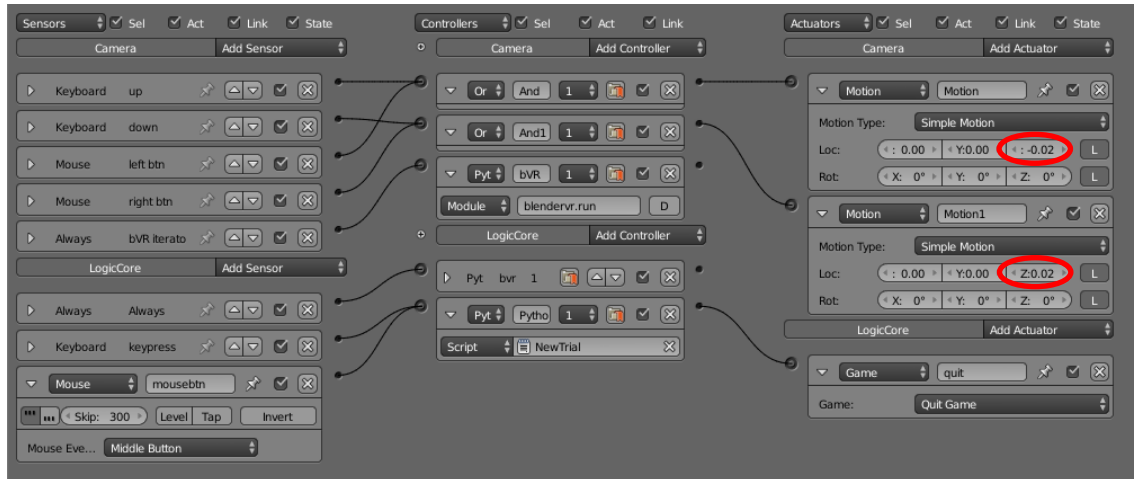 Sensors Sel Act Link State
Camera Add Sensor
Keyboard up
Keyboard down
Mouse left btn
Mouse right btn
Always bVR iterato
LogicCore Add Sensor
Always Always
Keyboard keypress
Mouse mousebtn
Skip: 300 Level Tap Invert
Mouse Eve... Middle Button
Controllers Sel Act Link
Camera Add Controller
Or And 1
Or And1 1
Pyt bVR 1
Module blendervr.run D
LogicCore Add Controller
Pyt bvr 1
Pyt Pytho 1
Script NewTrial
Actuators Sel Act Link State
Camera Add Actuator
Motion Motion
Motion Type: Simple Motion
Loc: : 0.00 Y:0.00 : -0.02 L
Rot: X: 0° Y: 0° Z: 0° L
Motion Motion1
Motion Type: Simple Motion
Loc: : 0.00 Y:0.00 Z:0.02 L
Rot: X: 0° Y: 0° Z: 0° L
LogicCore Add Actuator
Game quit
Game: Quit Game